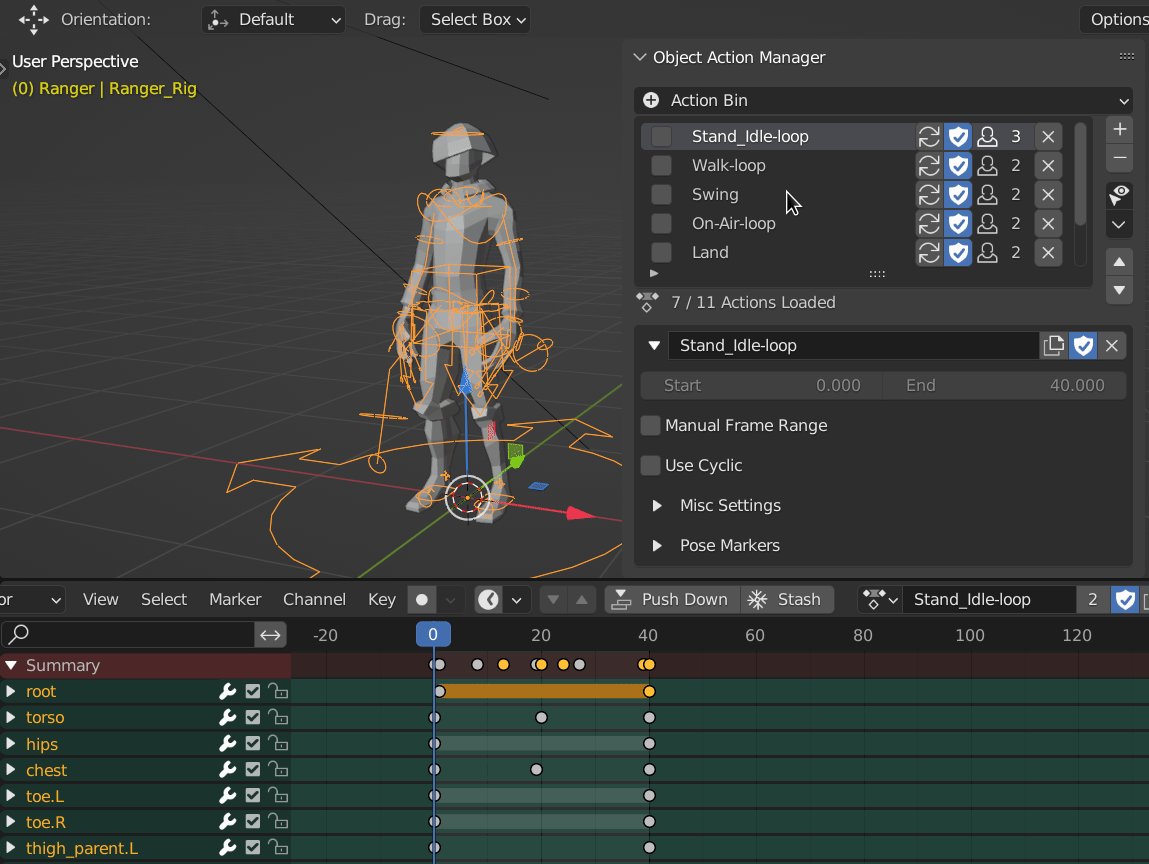 Orientation: Default Drag: Select Box Options
User Perspective
(0) Ranger | Ranger_Rig
Object Action Manager
Action Bin
Stand_Idle-loop 3
Walk-loop 2
Swing 2
On-Air-loop 2
Land 2
7 / 11 Actions Loaded
Stand_Idle-loop
Start 0.000 End 40.000
Manual Frame Range
Use Cyclic
Misc Settings
Pose Markers
or View Select Marker Channel Key Push Down Stash Stand_Idle-loop 2
-20 0 20 40 60 80 100 120
Summary
root
torso
hips
chest
toe.L
toe.R
thigh_parent.L